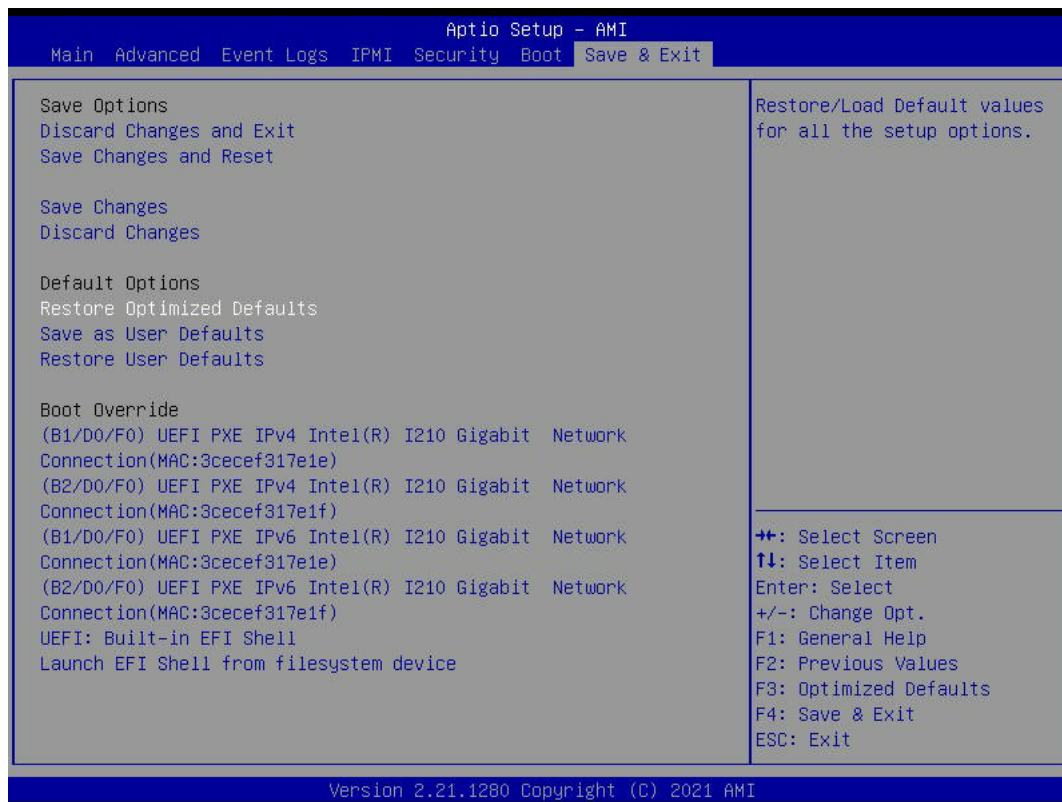 Aptio Setup – AMI
Main Advanced Event Logs IPMI Security Boot Save & Exit
Save Options
Discard Changes and Exit
Save Changes and Reset
Save Changes
Discard Changes
Default Options
Restore Optimized Defaults
Save as User Defaults
Restore User Defaults
Boot Override
(B1/D0/F0) UEFI PXE IPv4 Intel(R) I210 Gigabit  Network
Connection(MAC:3cecef317e1e)
(B2/D0/F0) UEFI PXE IPv4 Intel(R) I210 Gigabit  Network
Connection(MAC:3cecef317e1f)
(B1/D0/F0) UEFI PXE IPv6 Intel(R) I210 Gigabit  Network
Connection(MAC:3cecef317e1e)
(B2/D0/F0) UEFI PXE IPv6 Intel(R) I210 Gigabit  Network
Connection(MAC:3cecef317e1f)
UEFI: Built-in EFI Shell
Launch EFI Shell from filesystem device
Restore/Load Default values
for all the setup options.
→←: Select Screen
↑↓: Select Item
Enter: Select
+/-: Change Opt.
F1: General Help
F2: Previous Values
F3: Optimized Defaults
F4: Save & Exit
ESC: Exit
Version 2.21.1280 Copyright (C) 2021 AMI